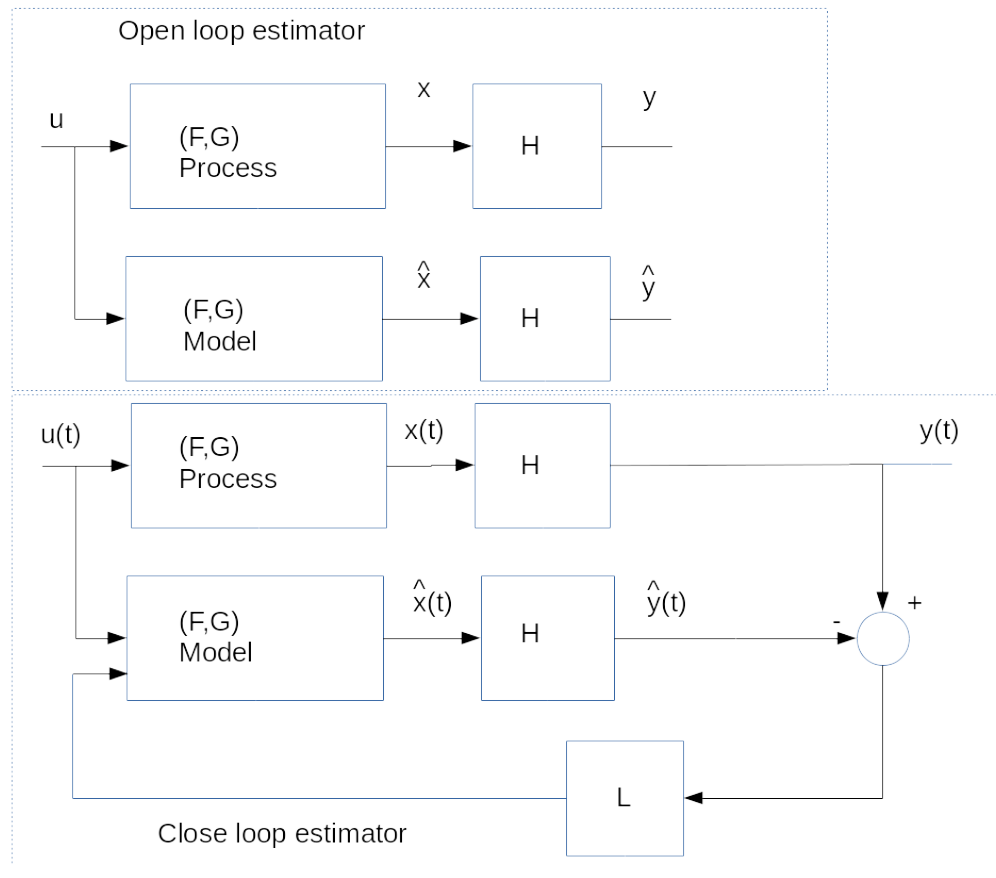 Open loop estimator
u
(F,G)
Process
x
H
y
(F,G)
Model
^
x
H
^
y
u(t)
(F,G)
Process
x(t)
H
y(t)
(F,G)
Model
^
x(t)
H
^
y(t)
-
+
L
Close loop estimator